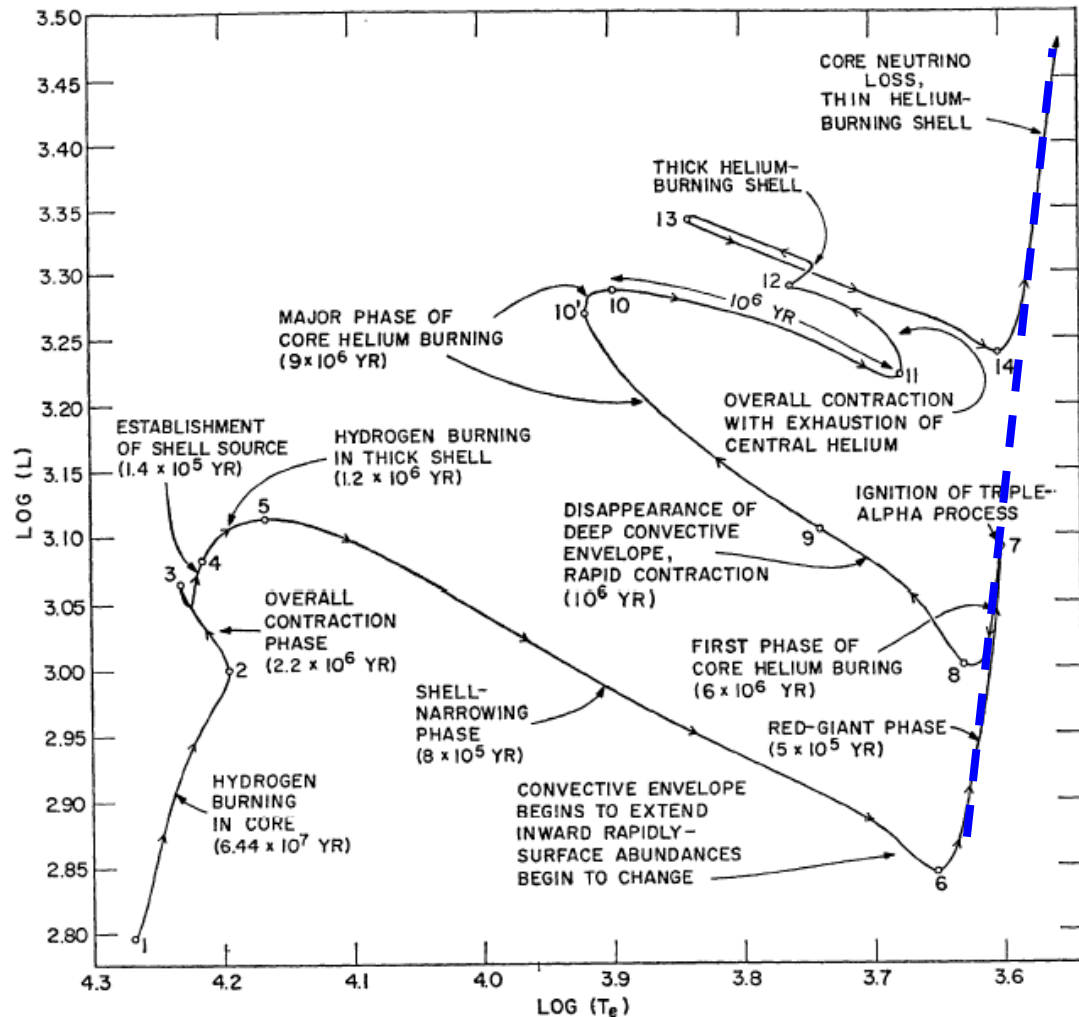 3.50
3.45
3.40
3.35
3.30
3.25
3.20
3.15
3.10
3.05
3.00
2.95
2.90
2.85
2.80
LOG (L)
4.3
4.2
4.1
4.0
3.9
3.8
3.7
3.6
LOG (Te)
CORE NEUTRINO
LOSS,
THIN HELIUM-
BURNING SHELL
THICK HELIUM-
BURNING SHELL
13
12
10
10'
10⁶ YR
11
14
MAJOR PHASE OF
CORE HELIUM BURNING
(9 × 10⁶ YR)
OVERALL CONTRACTION
WITH EXHAUSTION OF
CENTRAL HELIUM
ESTABLISHMENT
OF SHELL SOURCE
(1.4 × 10⁵ YR)
HYDROGEN BURNING
IN THICK SHELL
(1.2 × 10⁶ YR)
5
4
3
IGNITION OF TRIPLE-
ALPHA PROCESS
7
DISAPPEARANCE OF
DEEP CONVECTIVE
ENVELOPE,
RAPID CONTRACTION
(10⁶ YR)
9
OVERALL
CONTRACTION
PHASE
(2.2 × 10⁶ YR)
2
FIRST PHASE OF
CORE HELIUM BURING
(6 × 10⁶ YR)
8
SHELL-
NARROWING
PHASE
(8 × 10⁵ YR)
RED-GIANT PHASE
(5 × 10⁵ YR)
HYDROGEN
BURNING
IN CORE
(6.44 × 10⁷ YR)
CONVECTIVE ENVELOPE
BEGINS TO EXTEND
INWARD RAPIDLY-
SURFACE ABUNDANCES
BEGIN TO CHANGE
6
1